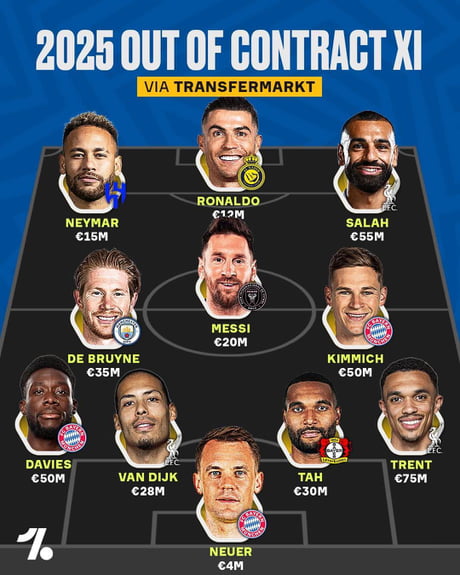 2025 OUT OF CONTRACT XI
VIA TRANSFERMARKT
NEYMAR
€15M
RONALDO
€12M
SALAH
€55M
L.F.C.
DE BRUYNE
€35M
MESSI
€20M
KIMMICH
€50M
DAVIES
€50M
VAN DIJK
€28M
TAH
€30M
TRENT
€75M
NEUER
€4M
1.